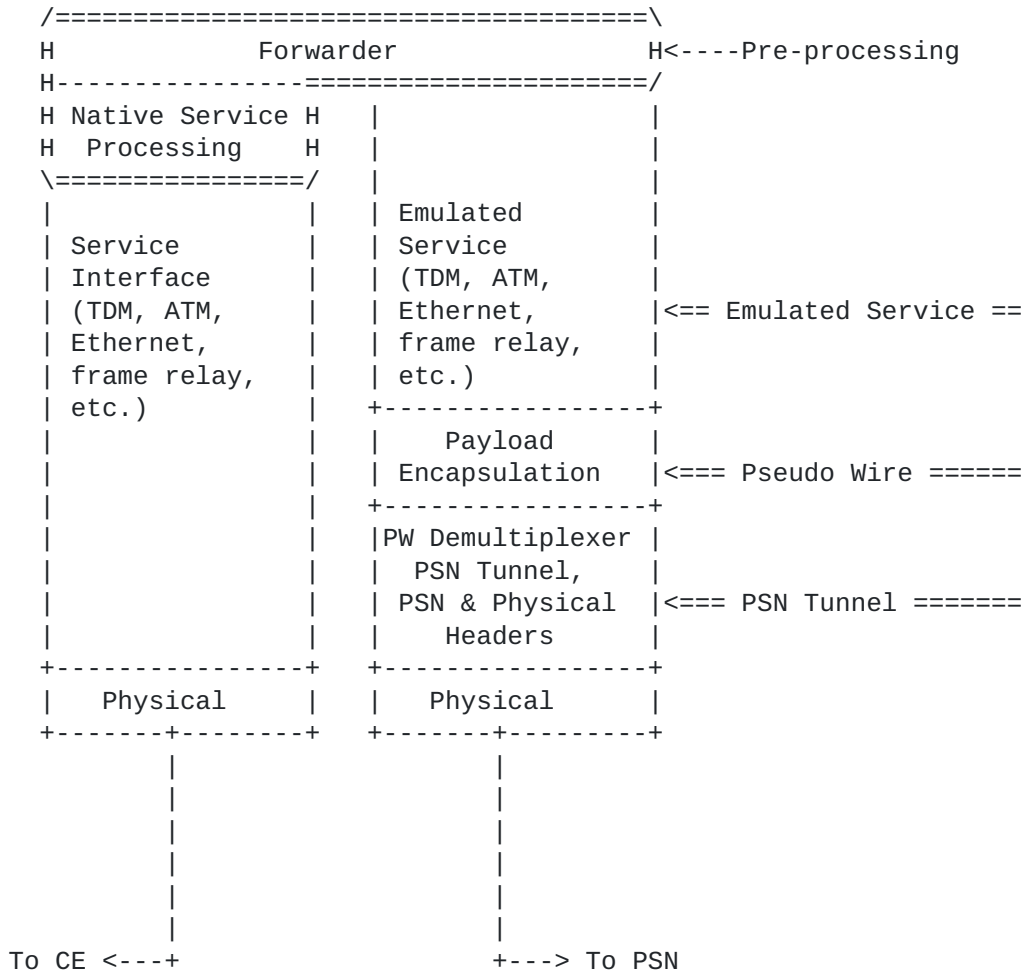 Forwarder <----Pre-processing
Native Service
Processing
Emulated
Service Service
Interface (TDM, ATM,
(TDM, ATM, Ethernet, <== Emulated Service ==
Ethernet, frame relay,
frame relay, etc.)
etc.)
Payload
Encapsulation <=== Pseudo Wire ======
PW Demultiplexer
PSN Tunnel,
PSN & Physical <=== PSN Tunnel =======
Headers
Physical Physical
To CE <---+ +---> To PSN